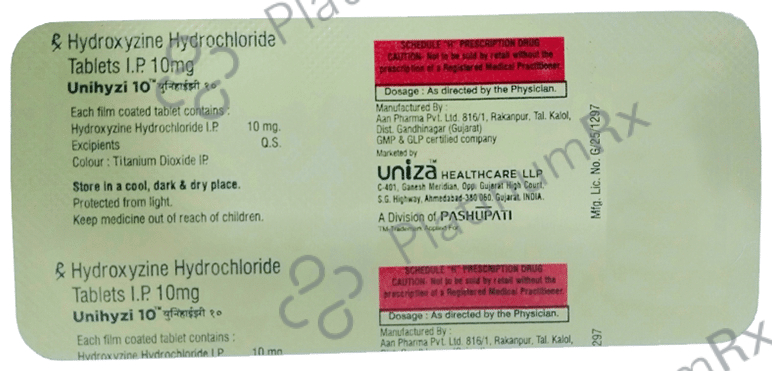 ℞ Hydroxyzine Hydrochloride
Tablets I.P. 10mg
Unihyzi 10™ युनिहाईझी १०
Each film coated tablet contains :
Hydroxyzine Hydrochloride I.P. 10 mg.
Excipients Q.S.
Colour : Titanium Dioxide IP.
Store in a cool, dark & dry place.
Protected from light.
Keep medicine out of reach of children.
SCHEDULE "H" PRESCRIPTION DRUG
CAUTION- Not to be sold by retail without the
prescription of a Registered Medical Practitioner.
Dosage : As directed by the Physician.
Manufactured By :
Aan Pharma Pvt. Ltd. 816/1, Rakanpur, Tal. Kalol,
Dist. Gandhinagar (Gujarat)
GMP & GLP certified company
Marketed by
uniza™ HEALTHCARE LLP
C-401, Ganesh Meridian, Opp. Gujarat High Court,
S.G. Highway, Ahmedabad-380 060. Gujarat, INDIA.
A Division of PASHUPATI
TM-Trademark Applied For
Mfg. Lic. No. G/25/1297
℞ Hydroxyzine Hydrochloride
Tablets I.P. 10mg
Unihyzi 10™ युनिहाईझी १०
Each film coated tablet contains :
Hydroxyzine Hydrochloride I.P. 10 mg
SCHEDULE "H" PRESCRIPTION DRUG
CAUTION- Not to be sold by retail without the
prescription of a Registered Medical Practitioner.
Dosage : As directed by the Physician.
Manufactured By :
Aan Pharma Pvt. Ltd. 816/1, Rakanpur, Tal. Kalol,
297
PlatinumRx